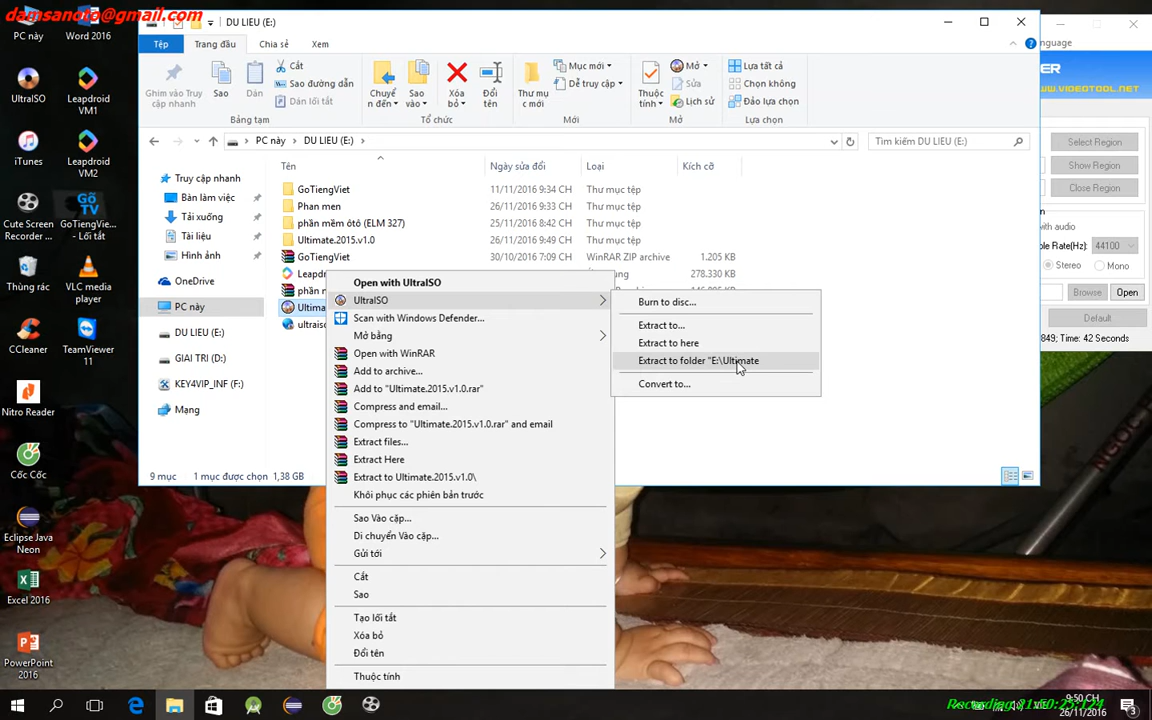 damsanoto@gmail.com
DU LIEU (E:)
Tệp
Trang đầu
Chia sẻ
Xem
Ghim vào Truy cập nhanh
Sao
Dán
Cắt
Sao đường dẫn
Dán lối tắt
Bảng tạm
Chuyển đến
Sao vào
Xóa bỏ
Đổi tên
Tổ chức
Thư mục mới
Mục mới
Dễ truy cập
Mới
Thuộc tính
Mở
Sửa
Lịch sử
Mở
Lựa tất cả
Chọn không
Đảo lựa chọn
Lựa chọn
PC này
DU LIEU (E:)
Tìm kiếm DU LIEU (E:)
Tên
Ngày sửa đổi
Loại
Kích cỡ
Truy cập nhanh
Bàn làm việc
Tải xuống
Tài liệu
Hình ảnh
OneDrive
PC này
DU LIEU (E:)
GIAI TRI (D:)
KEY4VIP_INF (F:)
Mạng
GoTiengViet 11/11/2016 9:34 CH Thư mục tệp
Phan men 26/11/2016 9:33 CH Thư mục tệp
phần mềm ôtô (ELM 327) 25/11/2016 8:42 CH Thư mục tệp
Ultimate.2015.v1.0 26/11/2016 9:49 CH Thư mục tệp
GoTiengViet 30/10/2016 7:09 CH WinRAR ZIP archive 1.205 KB
278.330 KB
9 mục
1 mục được chọn 1,38 GB
Open with UltraISO
UltraISO
Scan with Windows Defender...
Mở bằng
Open with WinRAR
Add to archive...
Add to "Ultimate.2015.v1.0.rar"
Compress and email...
Compress to "Ultimate.2015.v1.0.rar" and email
Extract files...
Extract Here
Extract to Ultimate.2015.v1.0\
Khôi phục các phiên bản trước
Sao Vào cặp...
Di chuyển Vào cặp...
Gửi tới
Cắt
Sao
Tạo lối tắt
Xóa bỏ
Đổi tên
Thuộc tính
Burn to disc...
Extract to...
Extract to here
Extract to folder "E:\Ultimate
Convert to...
WWW.VIDEOTOOL.NET
Select Region
Show Region
Close Region
with audio
44100
Stereo
Mono
Browse
Open
Default
Time: 42 Seconds
PC này
Word 2016
UltraISO
Leapdroid VM1
iTunes
Leapdroid VM2
Cute Screen Recorder ...
GoTiengVie... - Lối tắt
Thùng rác
VLC media player
CCleaner
TeamViewer 11
Nitro Reader
Cốc Cốc
Eclipse Java Neon
Excel 2016
PowerPoint 2016
NGOC
9:50 CH
26/11/2016